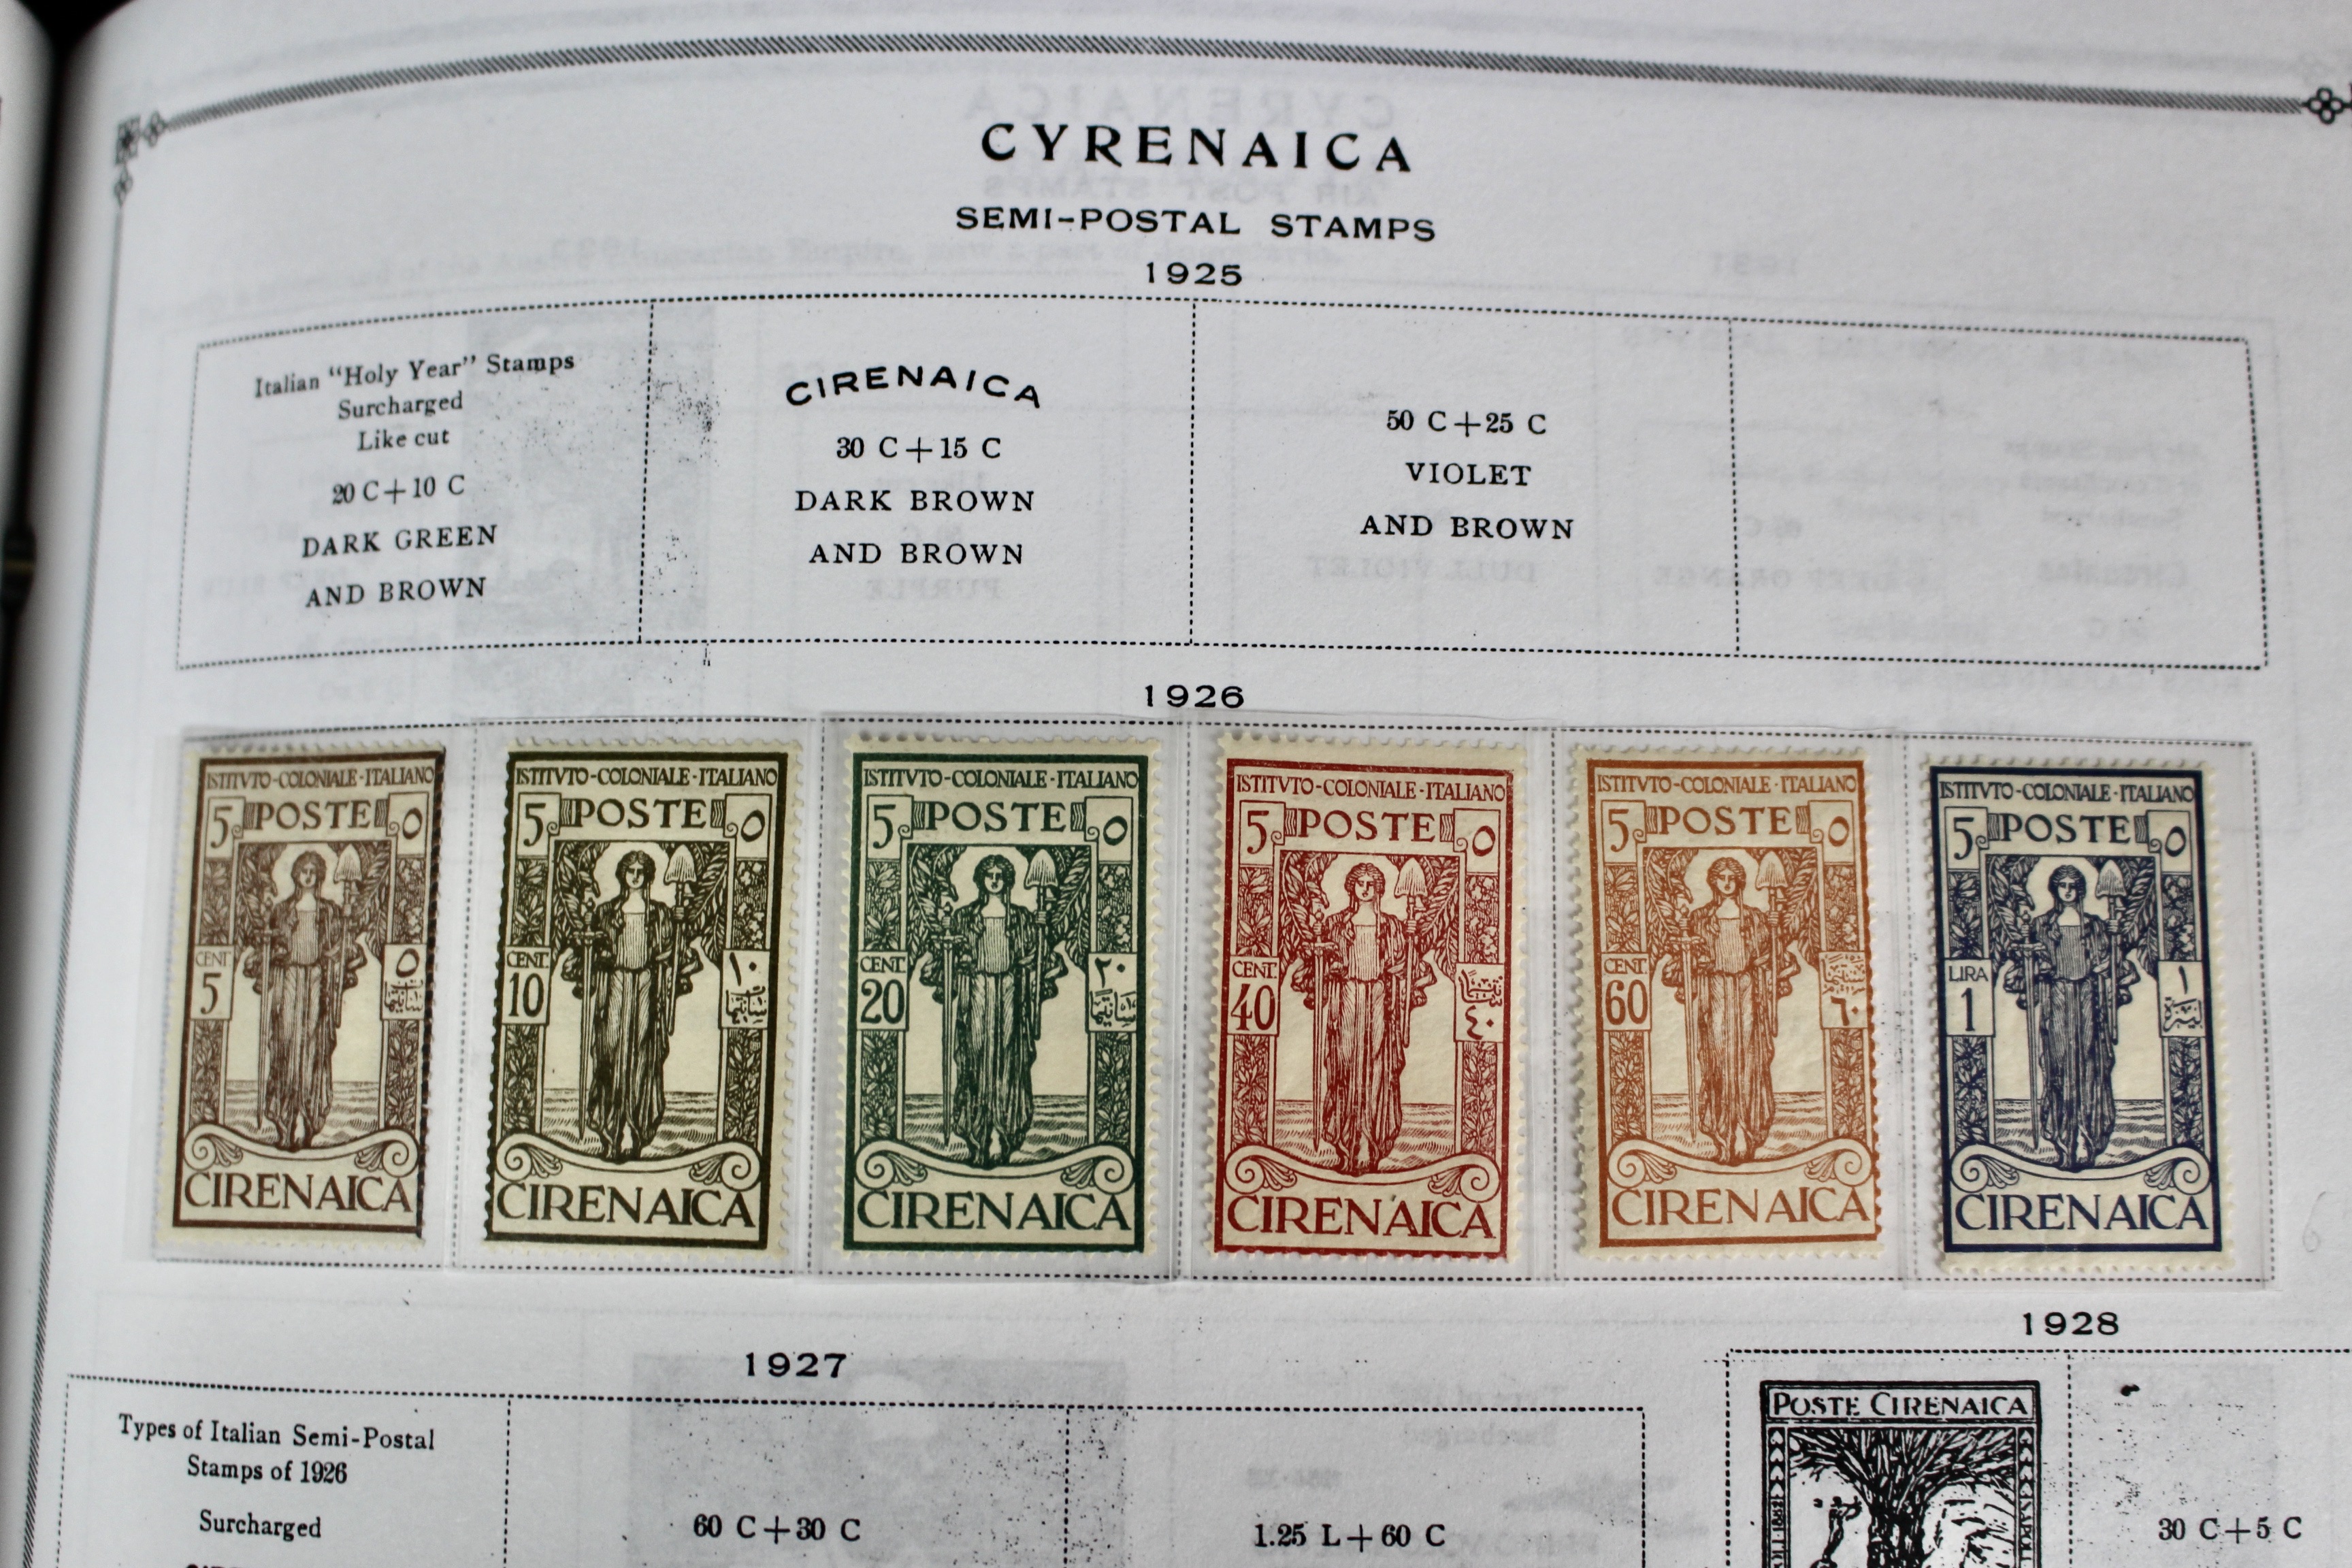 CYRENAICA
SEMI-POSTAL STAMPS
1925
Italian "Holy Year" Stamps
Surcharged
Like cut
20 C+10 C
DARK GREEN
AND BROWN
CIRENAICA
30 C+15 C
DARK BROWN
AND BROWN
50 C+25 C
VIOLET
AND BROWN
1926
ISTITVTO-COLONIALE-ITALIANO
5 POSTE ٥
CENT. ٥
5
CIRENAICA
ISTITVTO-COLONIALE-ITALIANO
5 POSTE ٥
CENT. ١٠
10
CIRENAICA
ISTITVTO-COLONIALE-ITALIANO
5 POSTE ٥
CENT. ٢٠
20
CIRENAICA
ISTITVTO-COLONIALE-ITALIANO
5 POSTE ٥
CENT.
40 ٤٠
CIRENAICA
ISTITVTO-COLONIALE-ITALIANO
5 POSTE ٥
CENT.
60 ٦٠
CIRENAICA
ISTITVTO-COLONIALE-ITALIANO
5 POSTE ٥
LIRA ١
1
CIRENAICA
1927
Types of Italian Semi-Postal
Stamps of 1926
Surcharged
60 C+30 C
1.25 L+60 C
1928
POSTE CIRENAICA
30 C+5 C